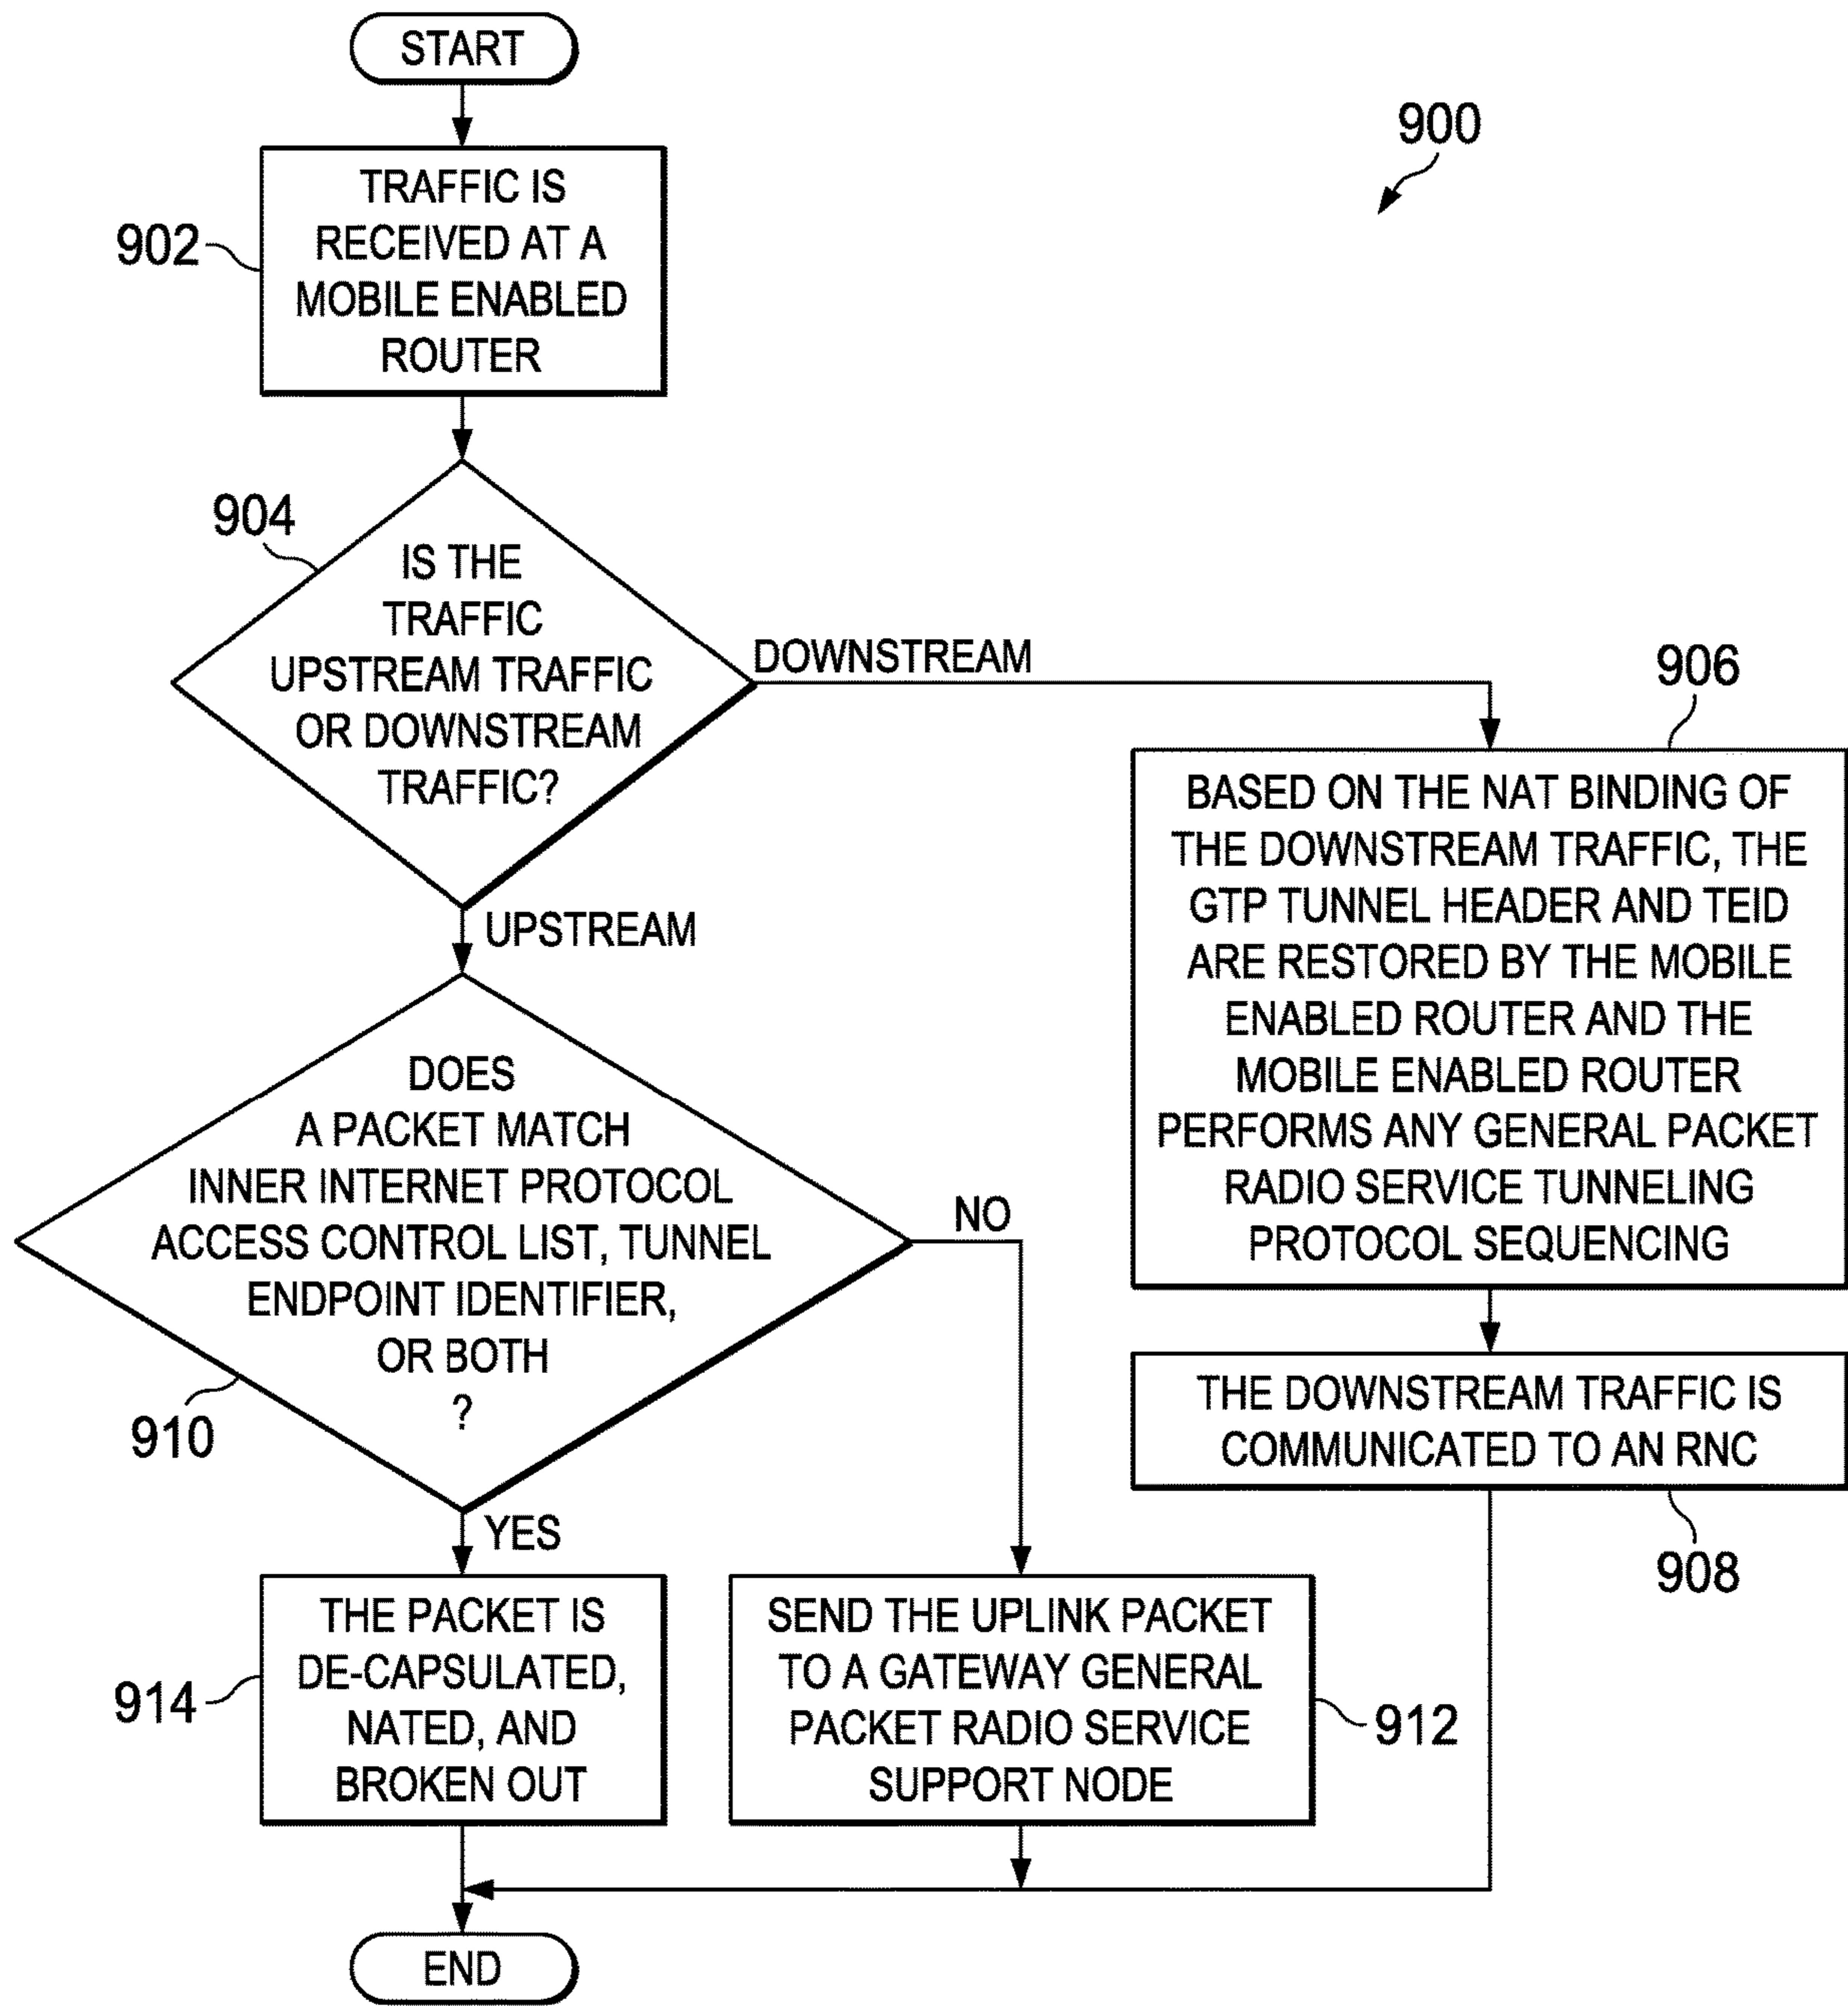 START
900
TRAFFIC IS
RECEIVED AT A
MOBILE ENABLED
ROUTER
902
904
IS THE
TRAFFIC
UPSTREAM TRAFFIC
OR DOWNSTREAM
TRAFFIC?
DOWNSTREAM
UPSTREAM
906
BASED ON THE NAT BINDING OF
THE DOWNSTREAM TRAFFIC, THE
GTP TUNNEL HEADER AND TEID
ARE RESTORED BY THE MOBILE
ENABLED ROUTER AND THE
MOBILE ENABLED ROUTER
PERFORMS ANY GENERAL PACKET
RADIO SERVICE TUNNELING
PROTOCOL SEQUENCING
THE DOWNSTREAM TRAFFIC IS
COMMUNICATED TO AN RNC
908
DOES
A PACKET MATCH
INNER INTERNET PROTOCOL
ACCESS CONTROL LIST, TUNNEL
ENDPOINT IDENTIFIER,
OR BOTH
?
910
NO
YES
THE PACKET IS
DE-CAPSULATED,
NATED, AND
BROKEN OUT
914
SEND THE UPLINK PACKET
TO A GATEWAY GENERAL
PACKET RADIO SERVICE
SUPPORT NODE
912
END